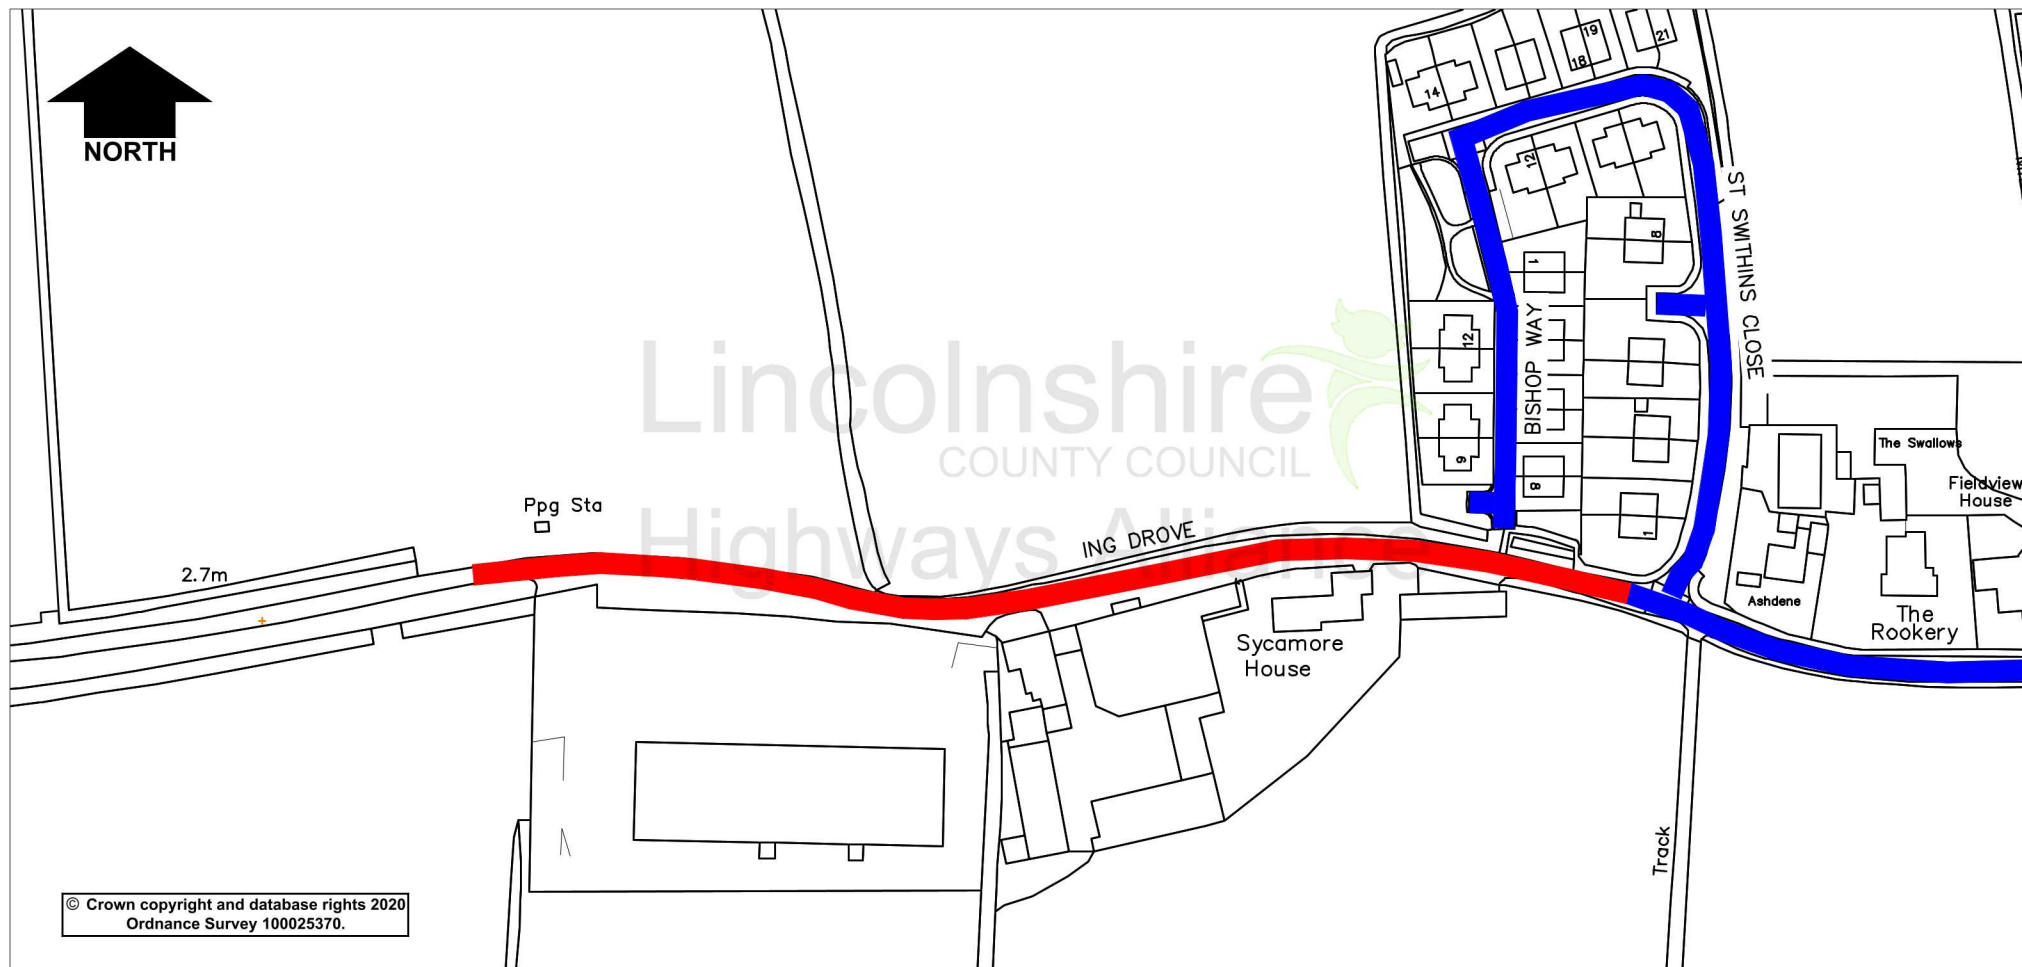 NORTH
19
18
21
14
12
8
1
ST SWITHINS CLOSE
BISHOP WAY
12
9
8
1
Lincolnshire
COUNTY COUNCIL
Highways Alliance
The Swallows
Fieldview
House
Ppg Sta
ING DROVE
2.7m
Ashdene
The
Rookery
Sycamore
House
Track
© Crown copyright and database rights 2020
Ordnance Survey 100025370.